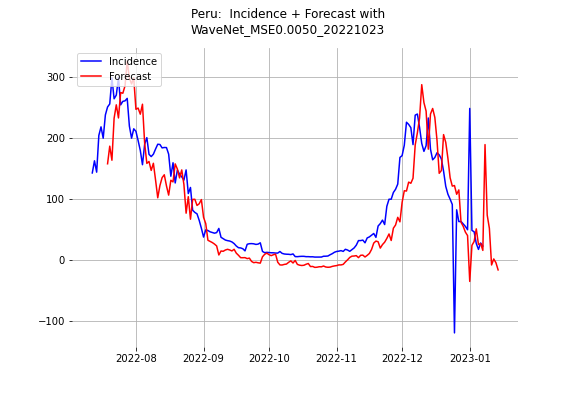 Peru:  Incidence + Forecast with
WaveNet_MSE0.0050_20221023
Incidence
Forecast
300
200
100
0
−100
2022-08
2022-09
2022-10
2022-11
2022-12
2023-01